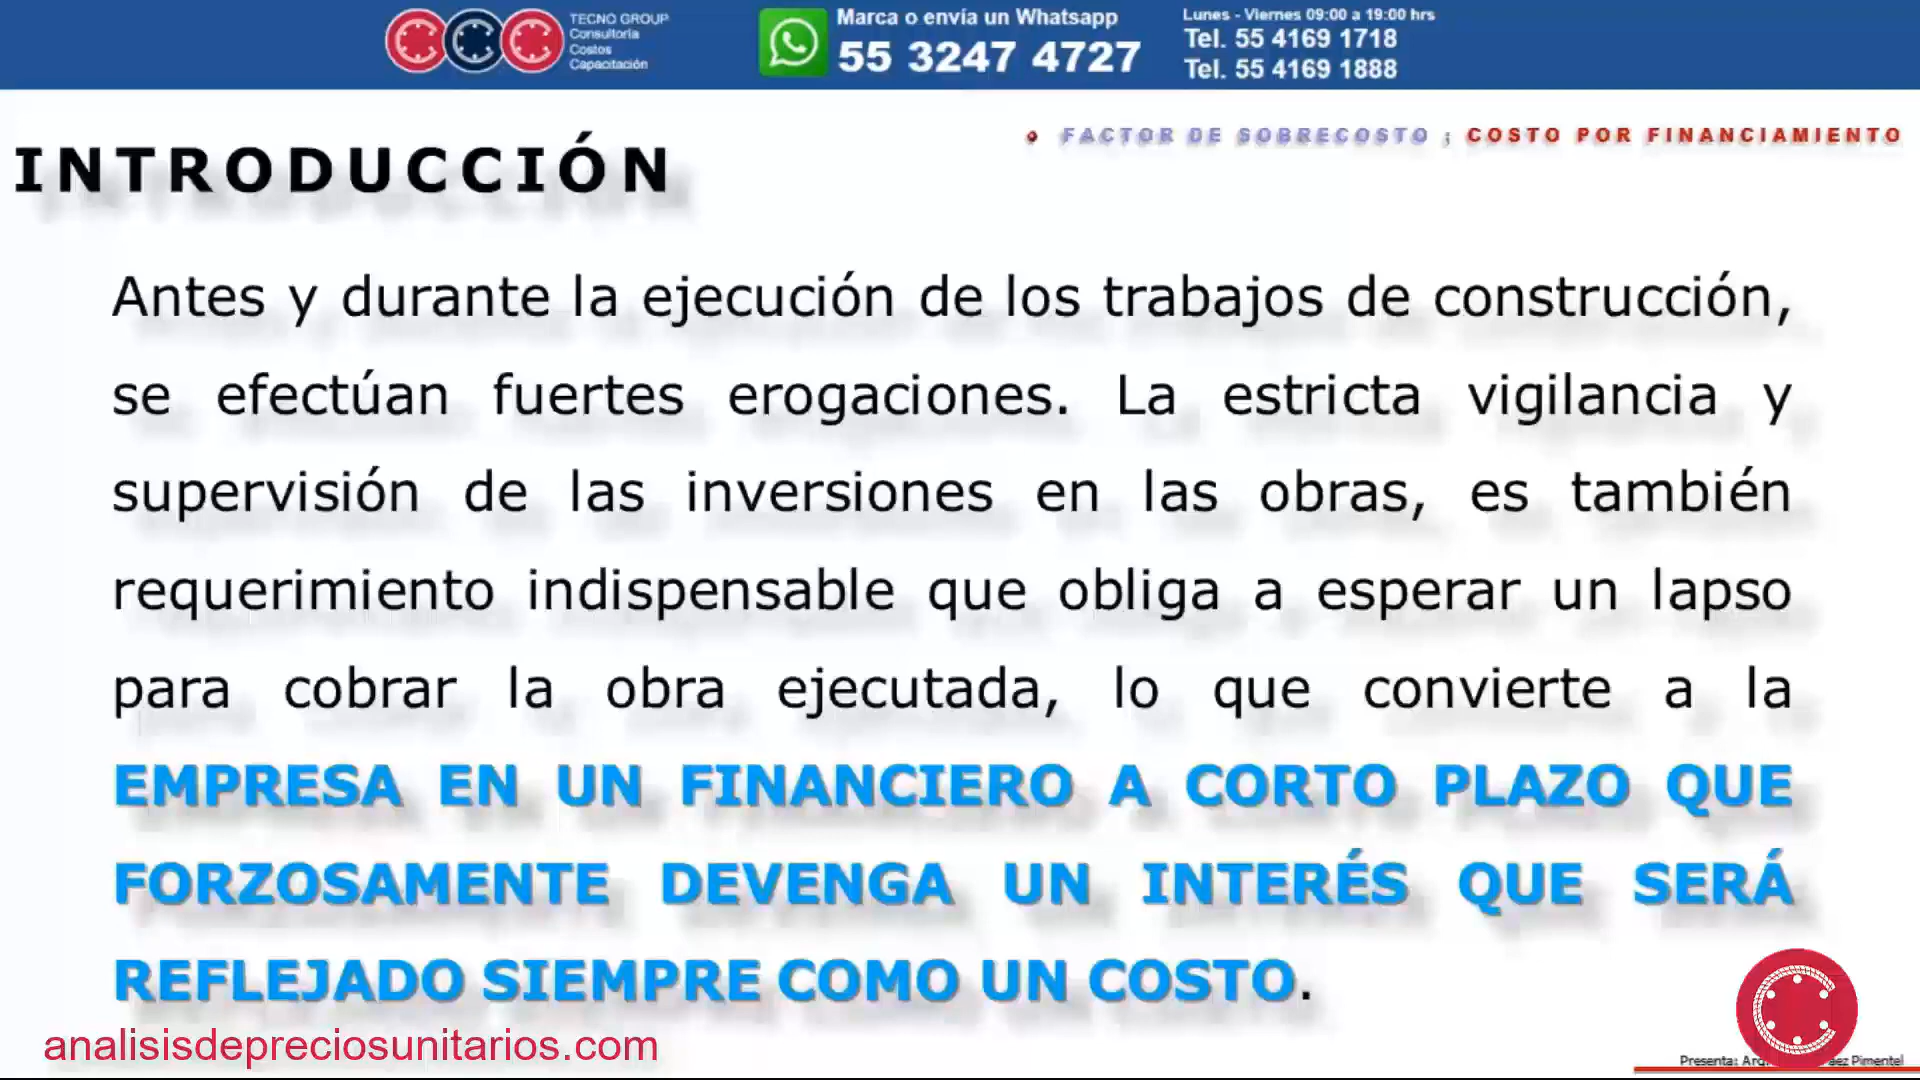 TECNO GROUP
Consultoría
Costos
Capacitación
Marca o envía un Whatsapp
55 3247 4727
Lunes - Viernes 09:00 a 19:00 hrs
Tel. 55 4169 1718
Tel. 55 4169 1888
• FACTOR DE SOBRECOSTO ; COSTO POR FINANCIAMIENTO
INTRODUCCIÓN
Antes y durante la ejecución de los trabajos de construcción,
se efectúan fuertes erogaciones. La estricta vigilancia y
supervisión de las inversiones en las obras, es también
requerimiento indispensable que obliga a esperar un lapso
para cobrar la obra ejecutada, lo que convierte a la
EMPRESA EN UN FINANCIERO A CORTO PLAZO QUE
FORZOSAMENTE DEVENGA UN INTERÉS QUE SERÁ
REFLEJADO SIEMPRE COMO UN COSTO.
analisisdepreciosunitarios.com
Presenta: Pimentel